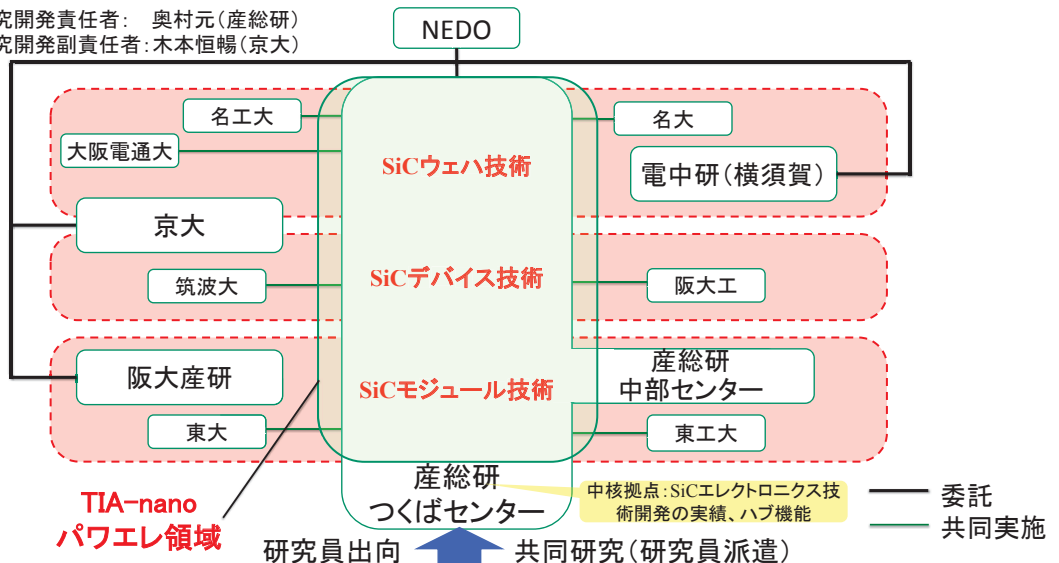 究開発責任者： 奥村元（産総研）
究開発副責任者：木本恒暢（京大）
NEDO
名工大
名大
大阪電通大
SiCウェハ技術
電中研（横須賀）
京大
筑波大
SiCデバイス技術
阪大工
阪大産研
SiCモジュール技術
産総研
中部センター
東大
東工大
産総研
つくばセンター
中核拠点：SiCエレクトロニクス技
術開発の実績、ハブ機能
TIA-nano
パワエレ領域
委託
共同実施
研究員出向
共同研究（研究員派遣）